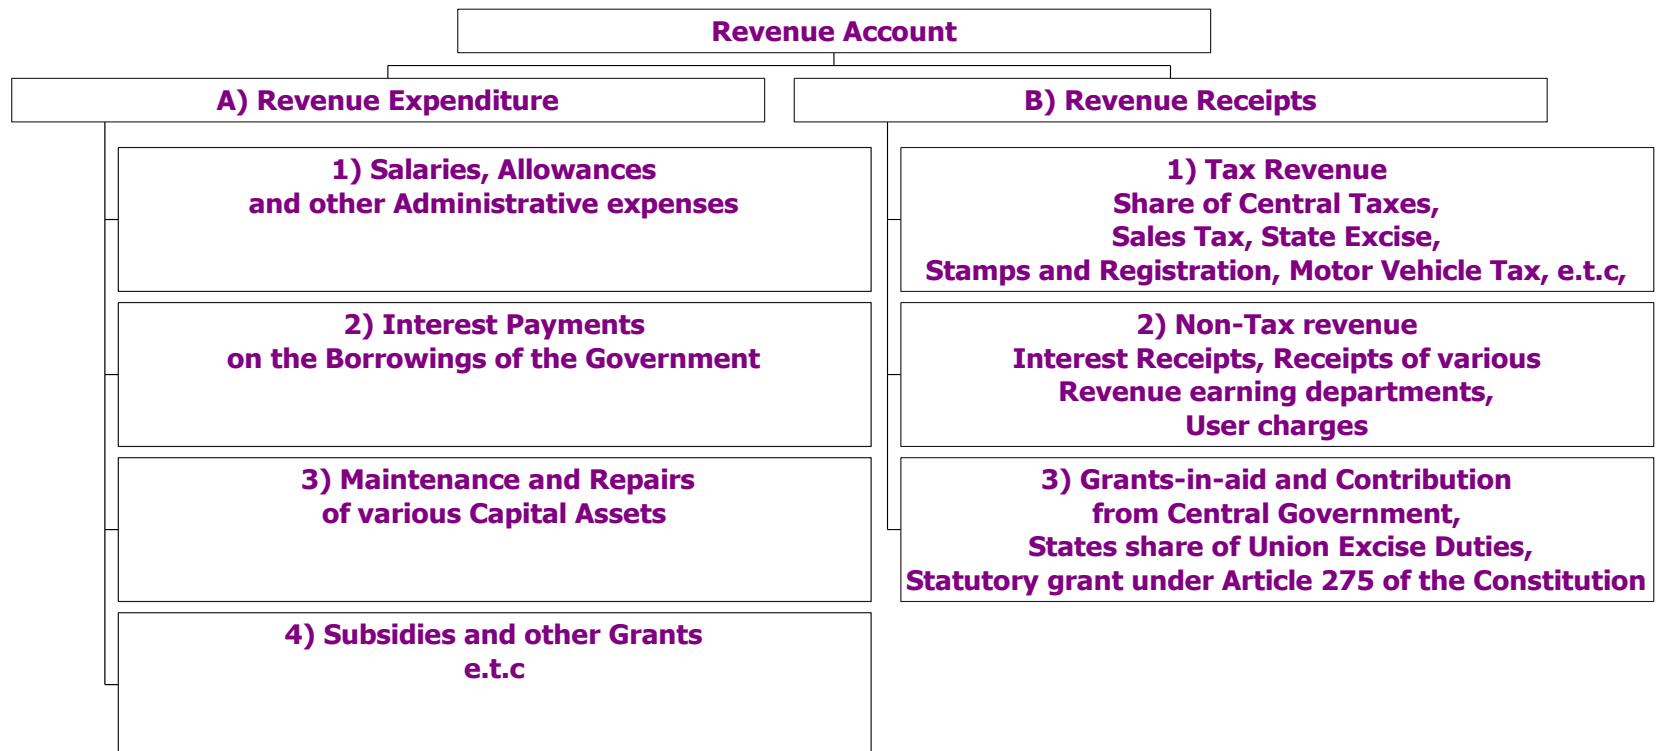 Revenue Account
A) Revenue Expenditure
1) Salaries, Allowances
and other Administrative expenses
2) Interest Payments
on the Borrowings of the Government
3) Maintenance and Repairs
of various Capital Assets
4) Subsidies and other Grants
e.t.c
B) Revenue Receipts
1) Tax Revenue
Share of Central Taxes,
Sales Tax, State Excise,
Stamps and Registration, Motor Vehicle Tax, e.t.c,
2) Non-Tax revenue
Interest Receipts, Receipts of various
Revenue earning departments,
User charges
3) Grants-in-aid and Contribution
from Central Government,
States share of Union Excise Duties,
Statutory grant under Article 275 of the Constitution